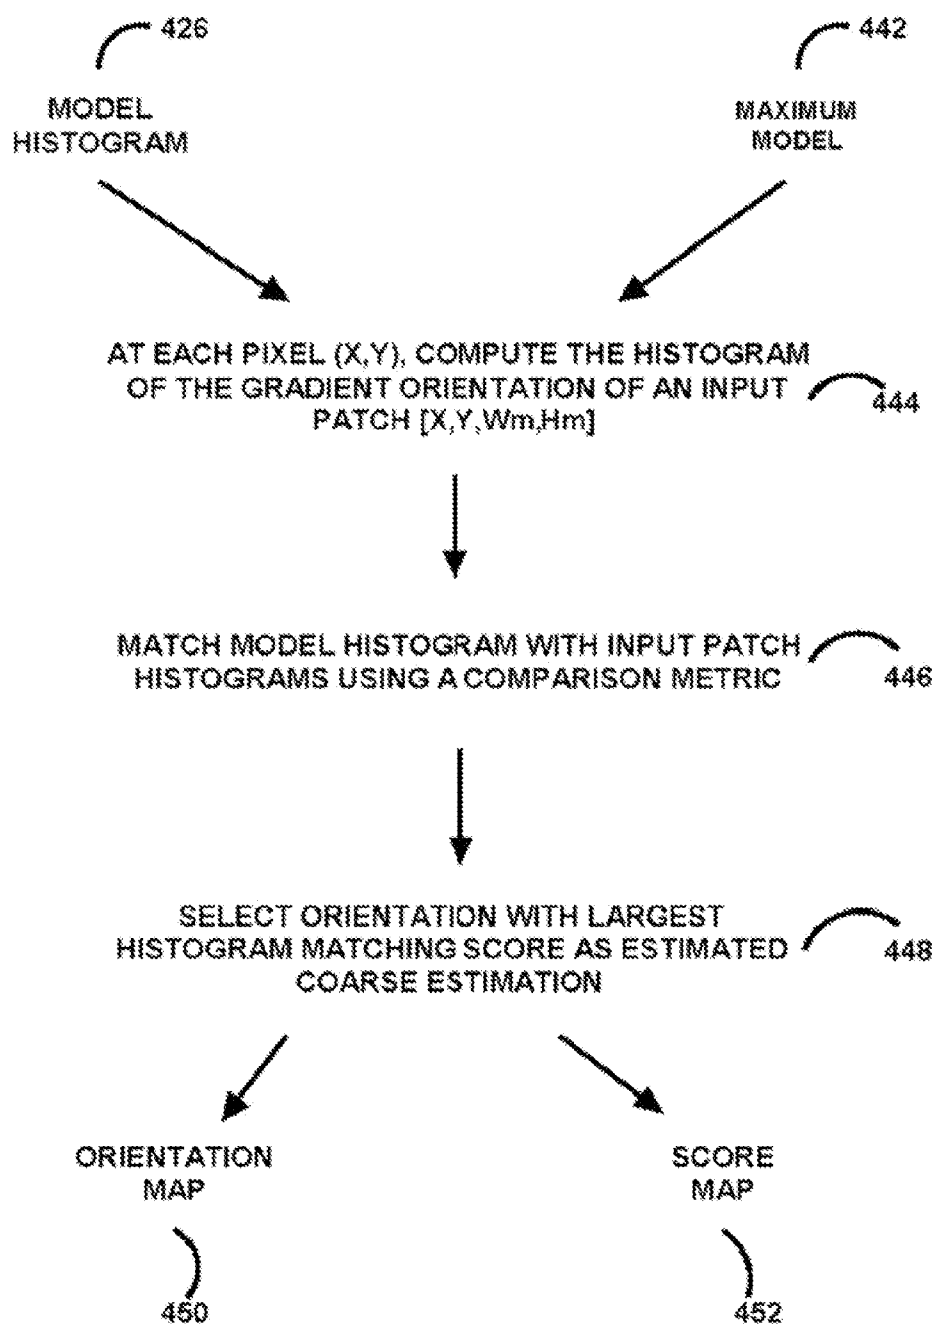 426
442
MODEL
HISTOGRAM
MAXIMUM
MODEL
AT EACH PIXEL (X,Y), COMPUTE THE HISTOGRAM
OF THE GRADIENT ORIENTATION OF AN INPUT
PATCH [X,Y,Wm,Hm]
444
MATCH MODEL HISTOGRAM WITH INPUT PATCH
HISTOGRAMS USING A COMPARISON METRIC
446
SELECT ORIENTATION WITH LARGEST
HISTOGRAM MATCHING SCORE AS ESTIMATED
COARSE ESTIMATION
448
ORIENTATION
MAP
SCORE
MAP
450
452